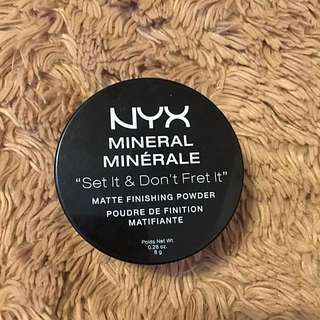 NYX
MINERAL
MINÉRALE
"Set It & Don't Fret It"
MATTE FINISHING POWDER
POUDRE DE FINITION
MATIFIANTE
Poids Net Wt.
0.28 oz.
8 g